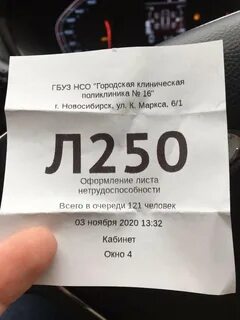 ГБУЗ НСО "Городская клиническая
поликлиника № 16"
г. Новосибирск, ул. К. Маркса, 6/1
Л250
Оформление листа
нетрудоспособности
Всего в очереди 121 человек
03 ноября 2020 13:32
Кабинет
Окно 4